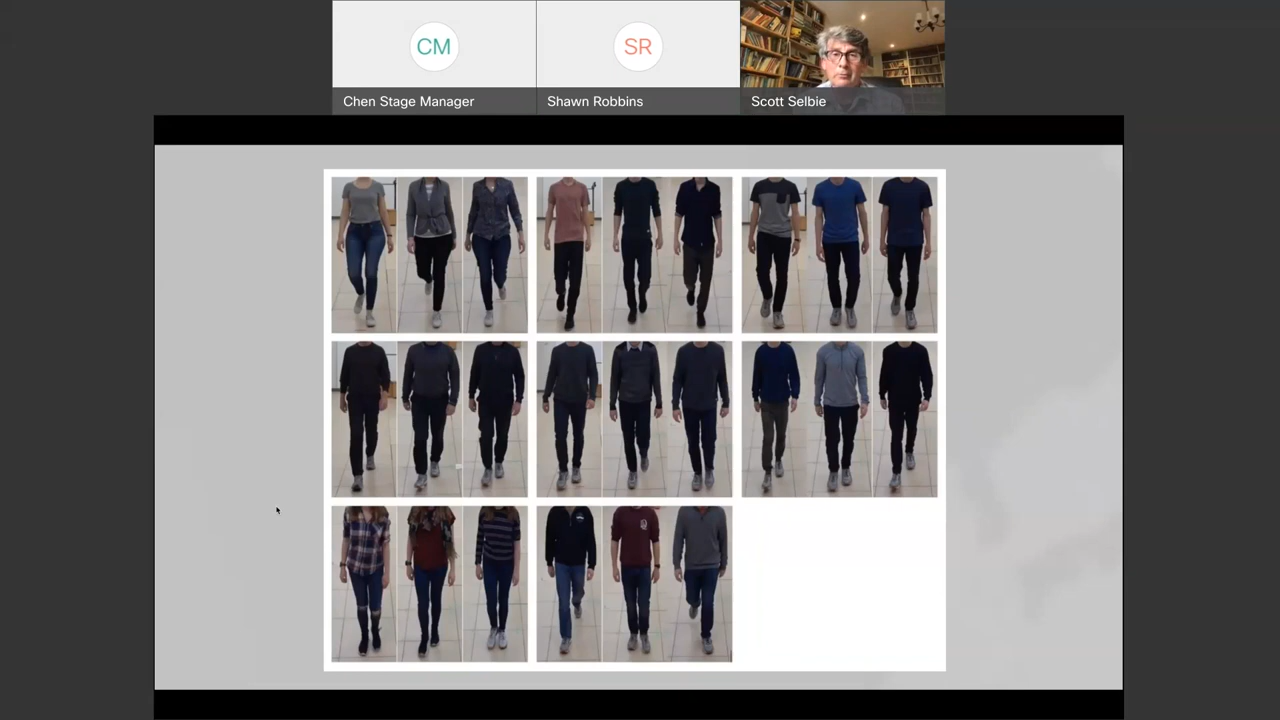 CM
SR
Chen Stage Manager
Shawn Robbins
Scott Selbie